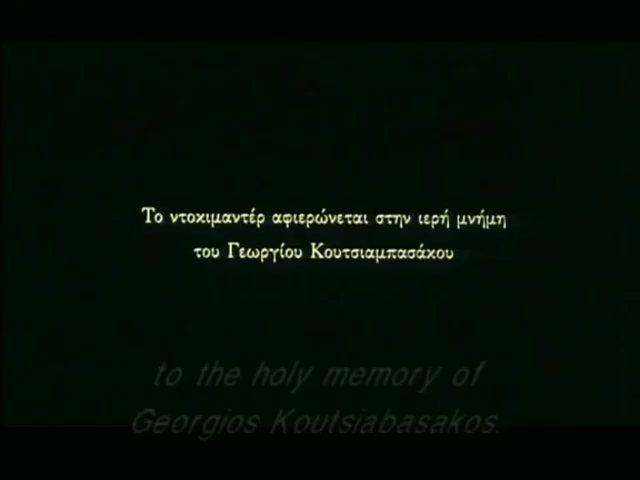 Το ντοκιμαντέρ αφιερώνεται στην ιερή μνήμη
του Γεωργίου Κουτσιαμπασάκου
to the holy memory of
Georgios Koutsiabasakos.